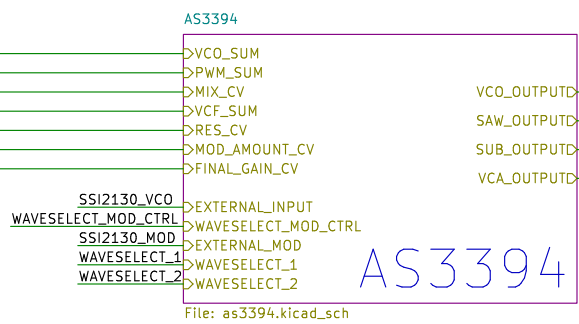 AS3394
VCO_SUM
PWM_SUM
MIX_CV
VCO_OUTPUT
VCF_SUM
SAW_OUTPUT
RES_CV
MOD_AMOUNT_CV
SUB_OUTPUT
FINAL_GAIN_CV
VCA_OUTPUT
SSI2130_VCO
EXTERNAL_INPUT
WAVESELECT_MOD_CTRL
WAVESELECT_MOD_CTRL
SSI2130_MOD
EXTERNAL_MOD
WAVESELECT_1
WAVESELECT_1
WAVESELECT_2
WAVESELECT_2
AS3394
File: as3394.kicad_sch